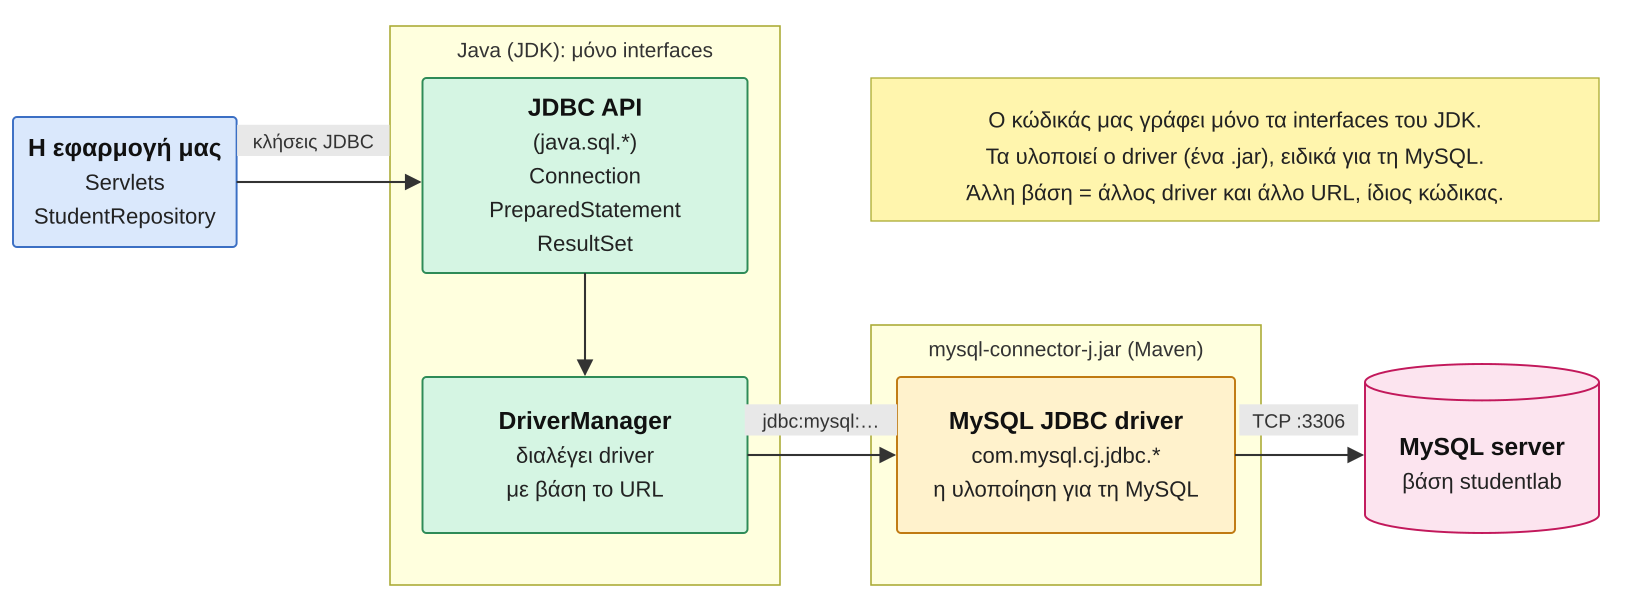 Η εφαρμογή μας
Servlets
StudentRepository
κλήσεις JDBC
Java (JDK): μόνο interfaces
JDBC API
(java.sql.*)
Connection
PreparedStatement
ResultSet
DriverManager
διαλέγει driver
με βάση το URL
jdbc:mysql:…
Ο κώδικάς μας γράφει μόνο τα interfaces του JDK.
Τα υλοποιεί ο driver (ένα .jar), ειδικά για τη MySQL.
Άλλη βάση = άλλος driver και άλλο URL, ίδιος κώδικας.
mysql-connector-j.jar (Maven)
MySQL JDBC driver
com.mysql.cj.jdbc.*
η υλοποίηση για τη MySQL
TCP :3306
MySQL server
βάση studentlab